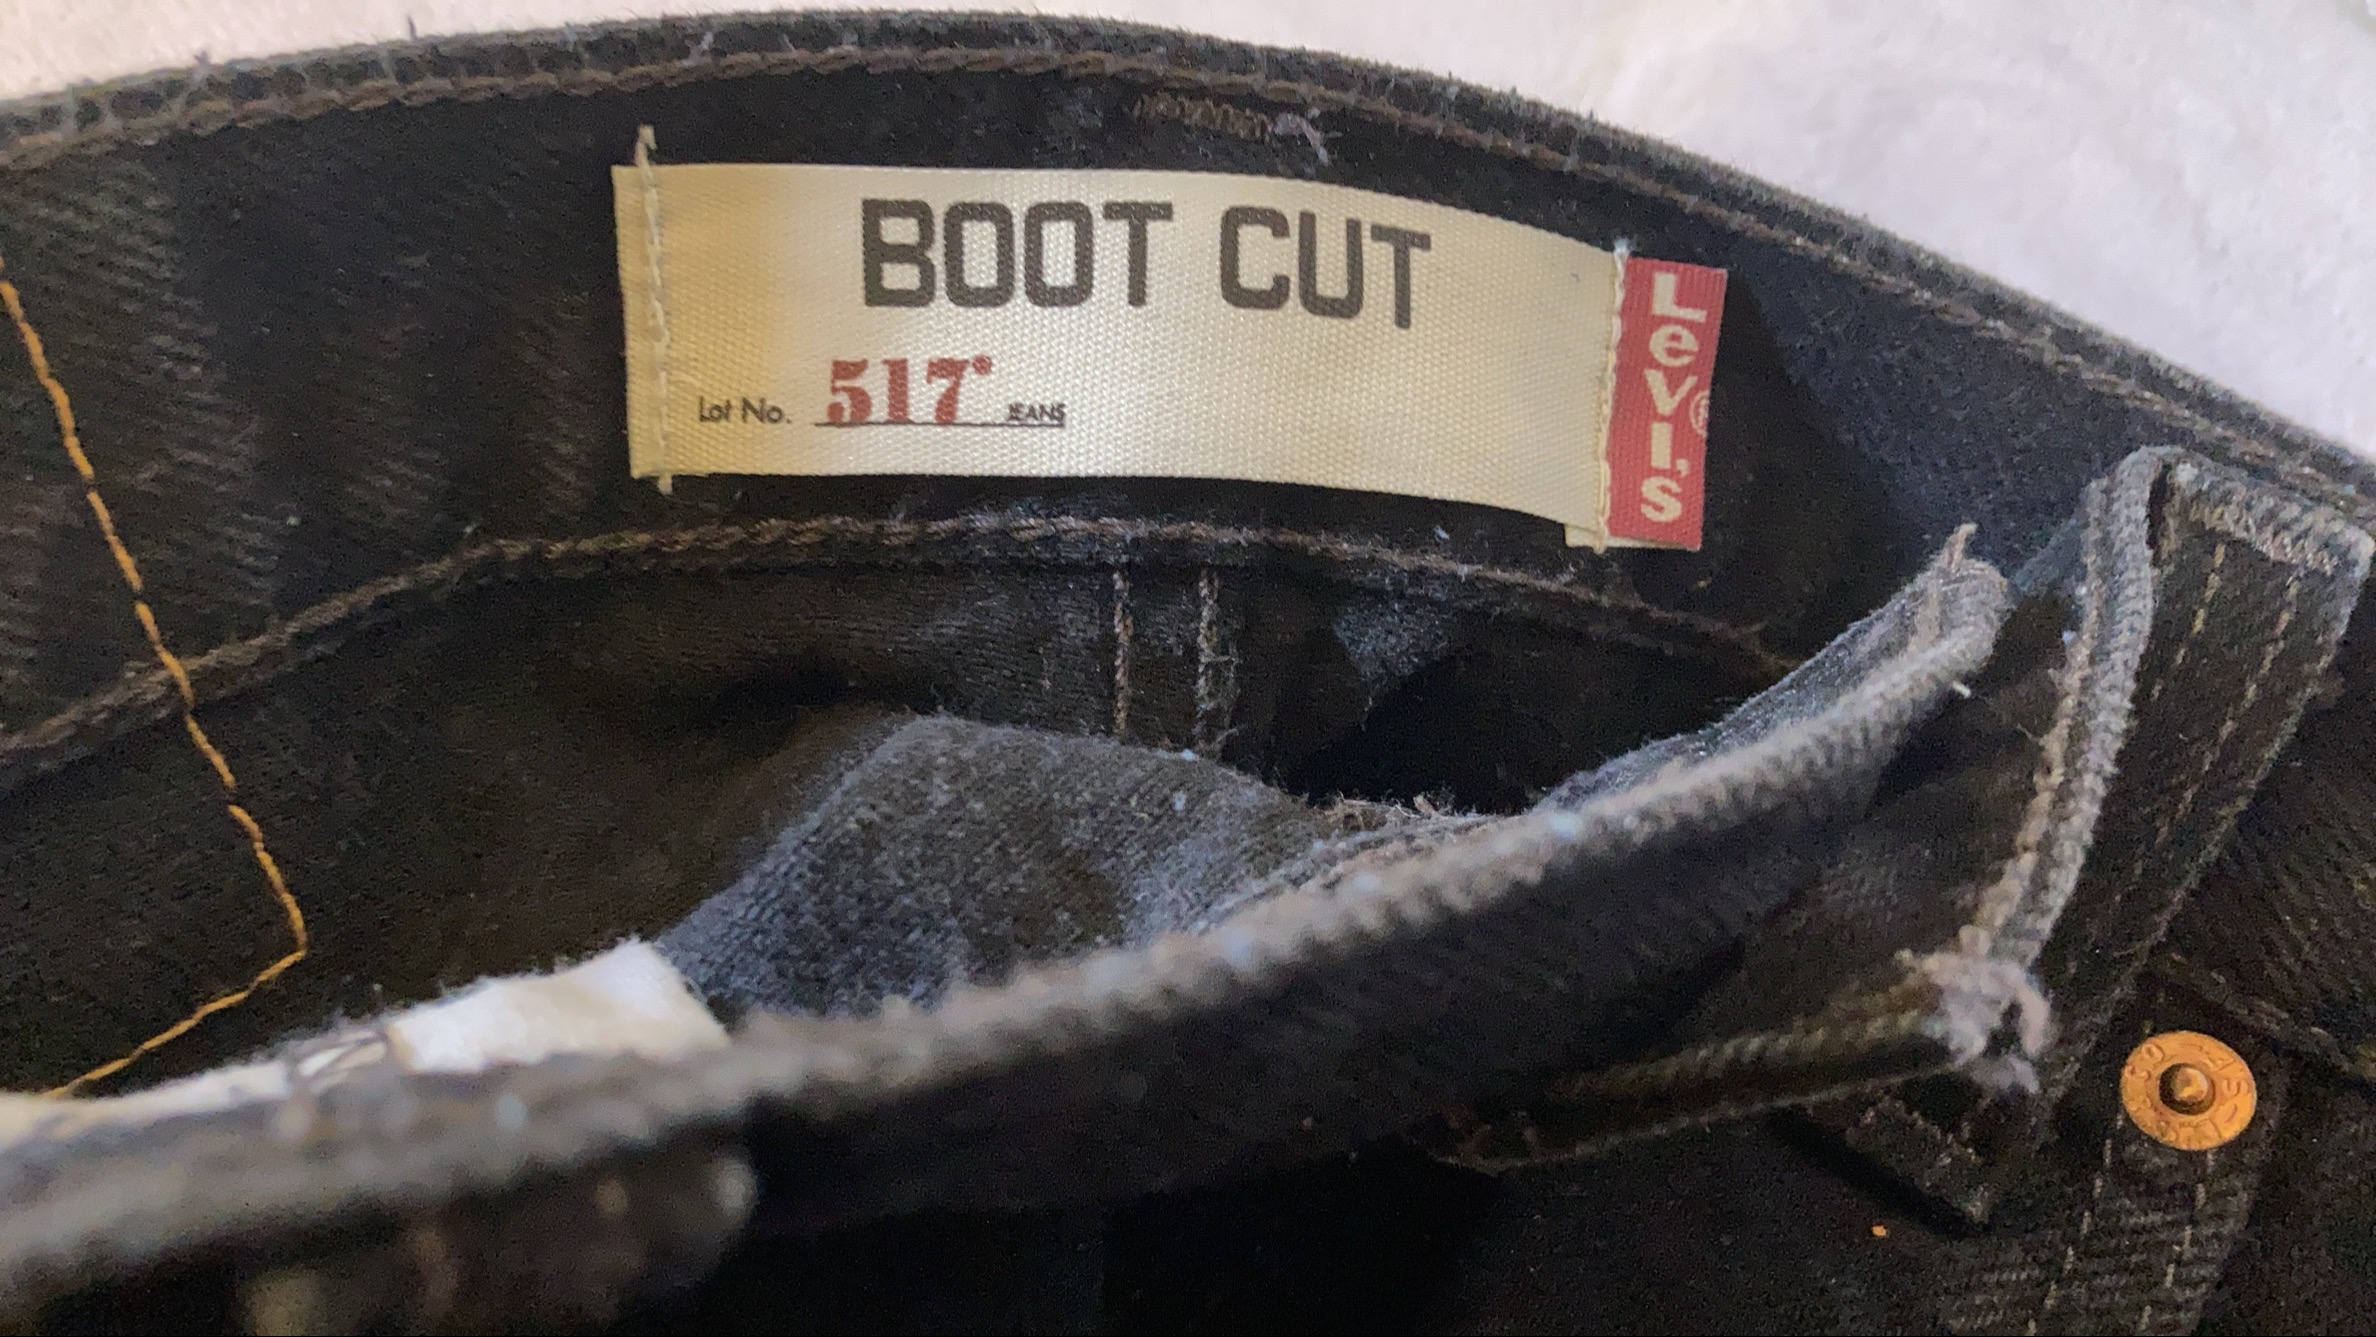 BOOT CUT
Lot No. 517® JEANS
Levi's®